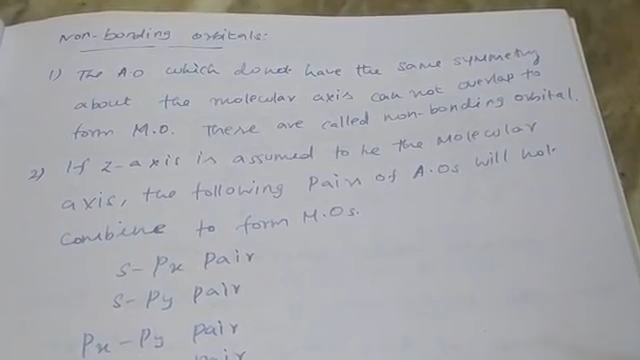 Non-bonding orbitals:
1) The A.O which donot have the same symmetry
about the molecular axis can not overlap to
form M.O. These are called non-bonding orbital.
2) If Z-axis is assumed to be the Molecular
axis, the following Pair of A.Os will not
combine to form M.Os.
s- Px Pair
s- Py Pair
Px - Py Pair
pair